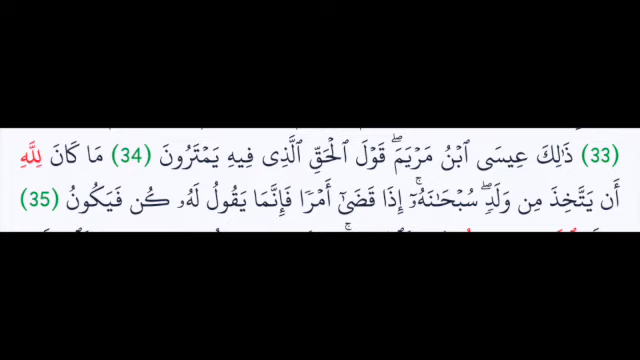 (33) ذَٰلِكَ عِيسَى ٱبْنُ مَرْيَمَ ۖ قَوْلَ ٱلْحَقِّ ٱلَّذِى فِيهِ يَمْتَرُونَ (34) مَا كَانَ لِلَّهِ
أَن يَتَّخِذَ مِن وَلَدٍ ۖ سُبْحَـٰنَهُۥٓ ۚ إِذَا قَضَىٰٓ أَمْرًا فَإِنَّمَا يَقُولُ لَهُۥ كُن فَيَكُونُ (35)